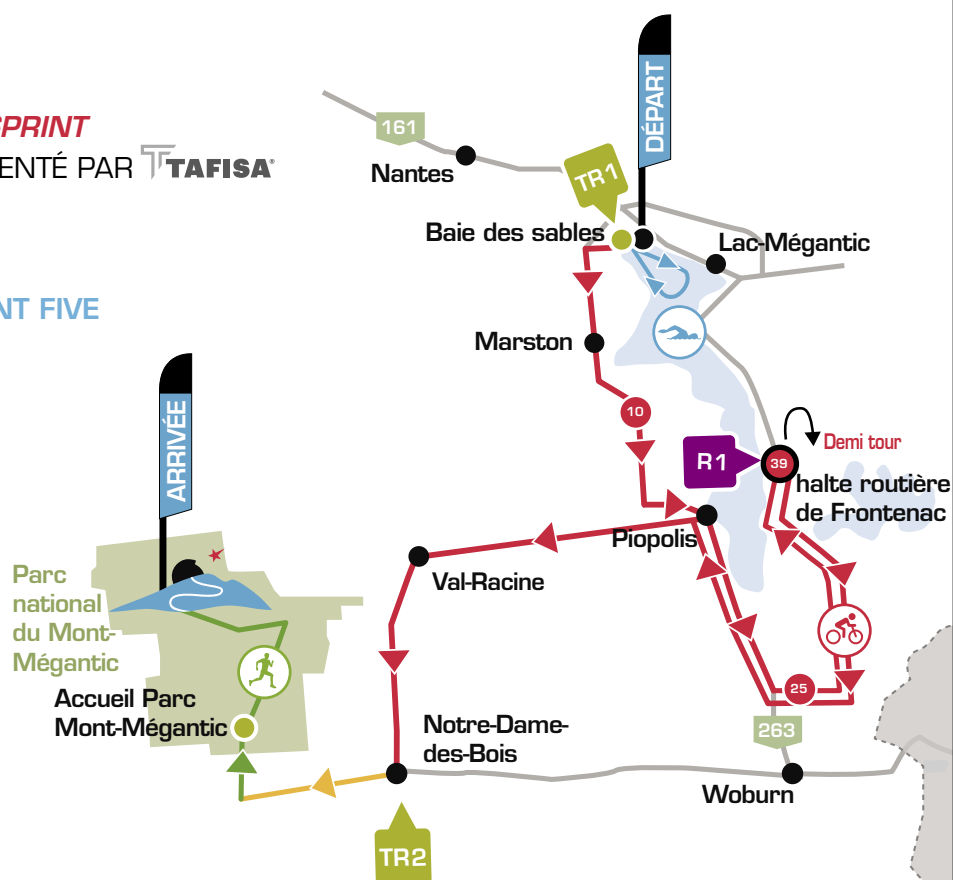 PRINT
ENTÉ PAR TAFISA
NT FIVE
DÉPART
161
Nantes
TR1
Baie des sables
Lac-Mégantic
Marston
10
R1
39
Demi tour
halte routière
de Frontenac
Piopolis
ARRIVÉE
Val-Racine
Parc
national
du Mont-
Mégantic
Accueil Parc
Mont-Mégantic
25
263
Notre-Dame-
des-Bois
Woburn
TR2